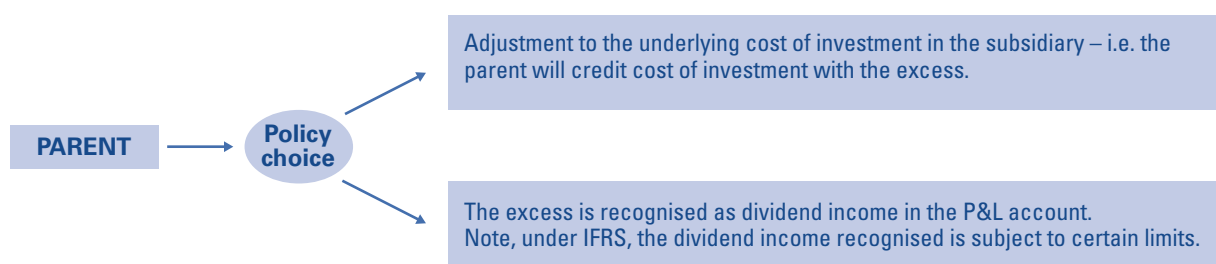 Adjustment to the underlying cost of investment in the subsidiary – i.e. the
parent will credit cost of investment with the excess.
PARENT
Policy
choice
The excess is recognised as dividend income in the P&L account.
Note, under IFRS, the dividend income recognised is subject to certain limits.